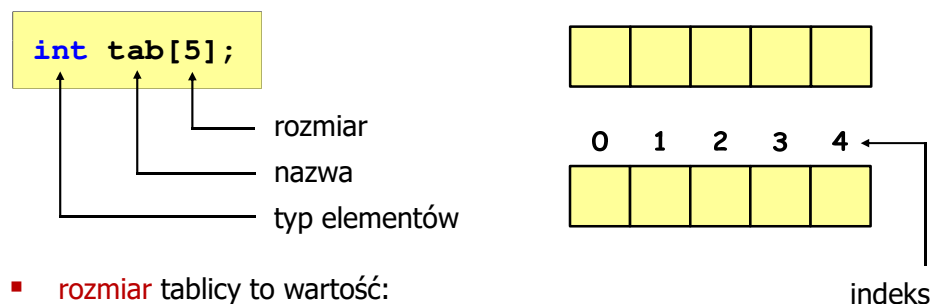 int tab[5];
rozmiar
nazwa
typ elementów
0 1 2 3 4
indeks
▪ rozmiar tablicy to wartość: